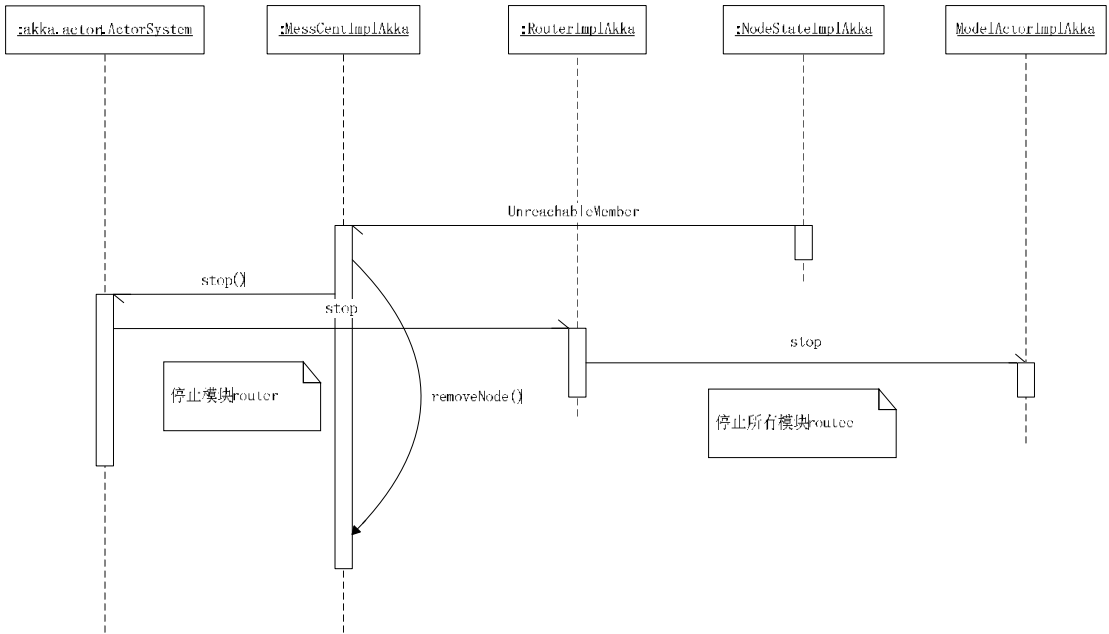 :akka.actor.ActorSystem
:MessCentImplAkka
:RouterImplAkka
:NodeStateImplAkka
ModelActorImplAkka
UnreachableMember
stop()
stop
stop
停止模块router
removeNode()
停止所有模块routee